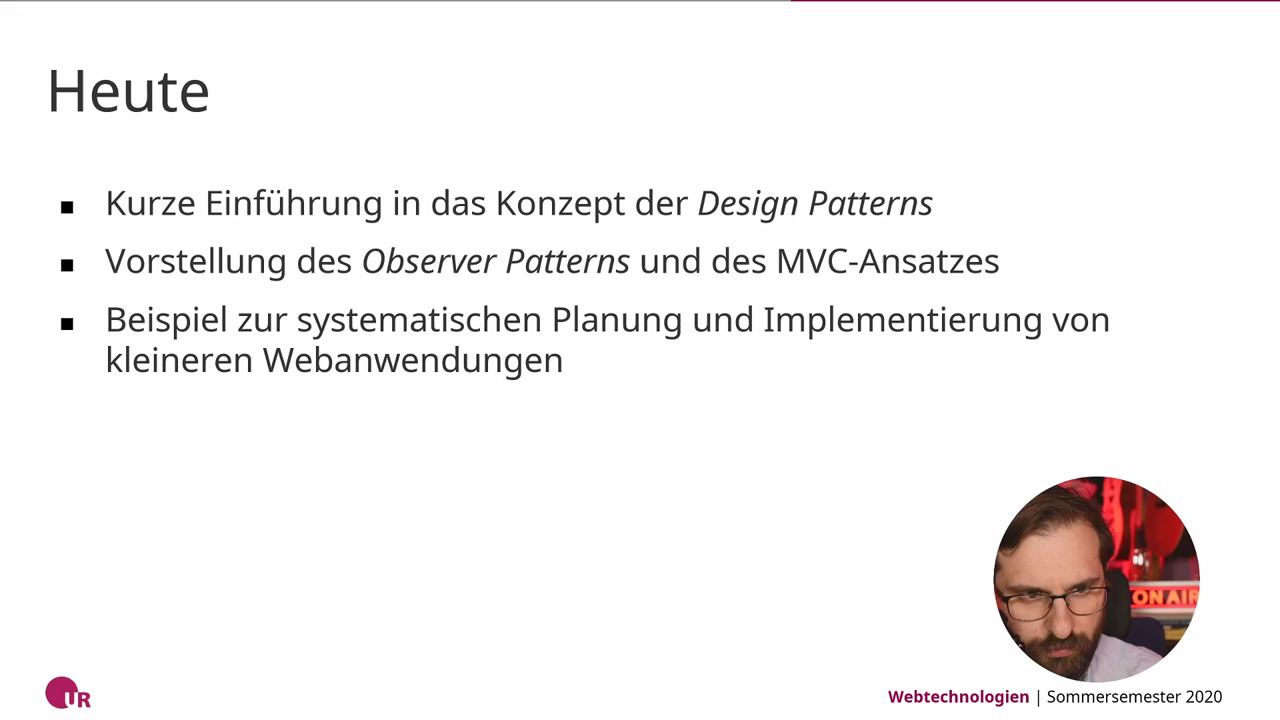 Heute
Kurze Einführung in das Konzept der Design Patterns
Vorstellung des Observer Patterns und des MVC-Ansatzes
Beispiel zur systematischen Planung und Implementierung von
kleineren Webanwendungen
ON AIR
UR
Webtechnologien | Sommersemester 2020